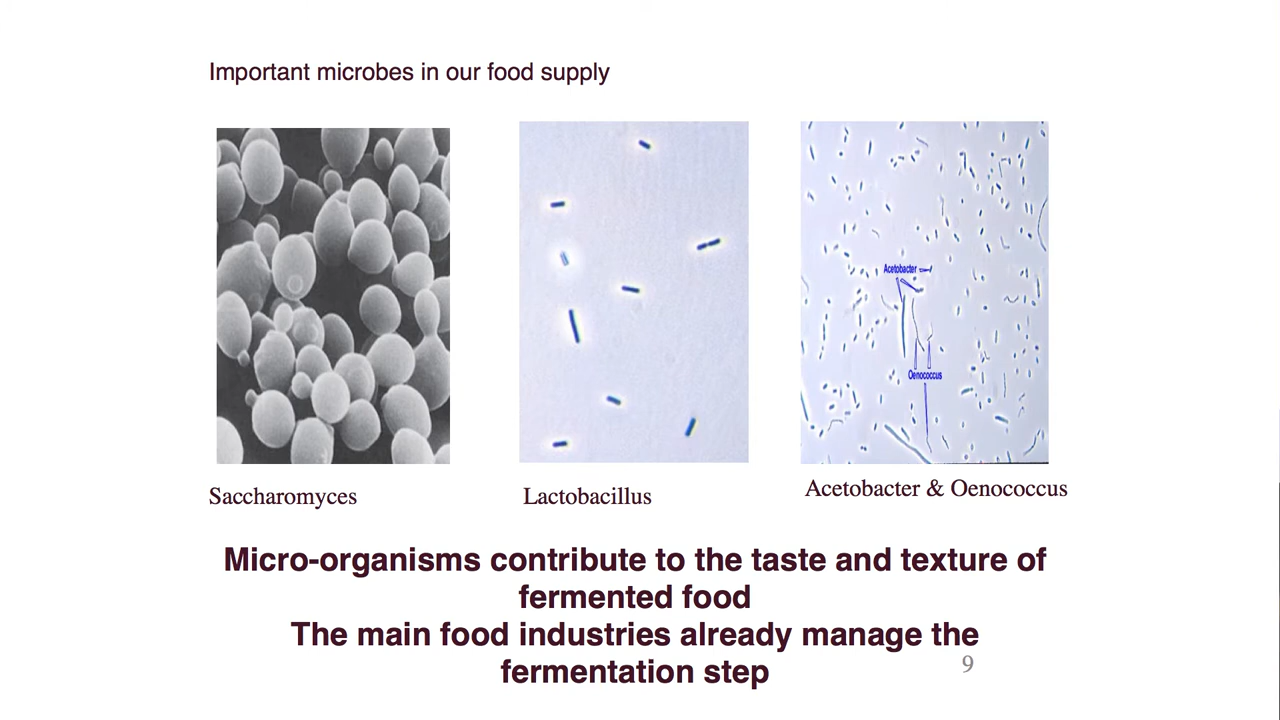 Important microbes in our food supply
Acetobacter
Oenococcus
Saccharomyces
Lactobacillus
Acetobacter & Oenococcus
Micro-organisms contribute to the taste and texture of
fermented food
The main food industries already manage the
fermentation step
9